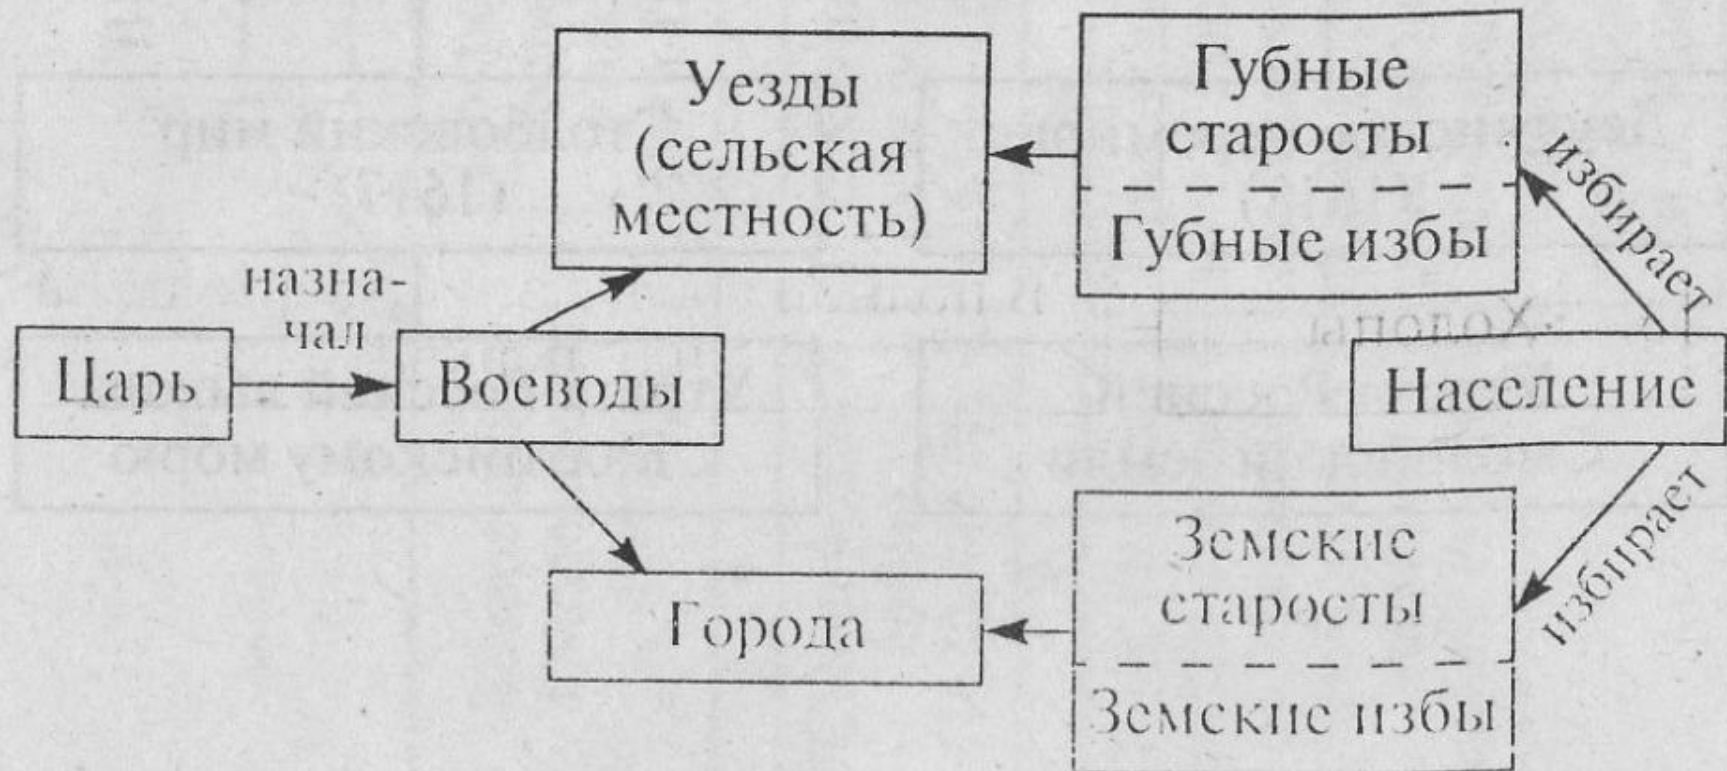 Уезды
(сельская
местность)
Губные
старосты
Губные избы
избирает
назна-
чал
Царь
Воеводы
Население
Города
Земские
старосты
Земские избы
избирает
Холопы